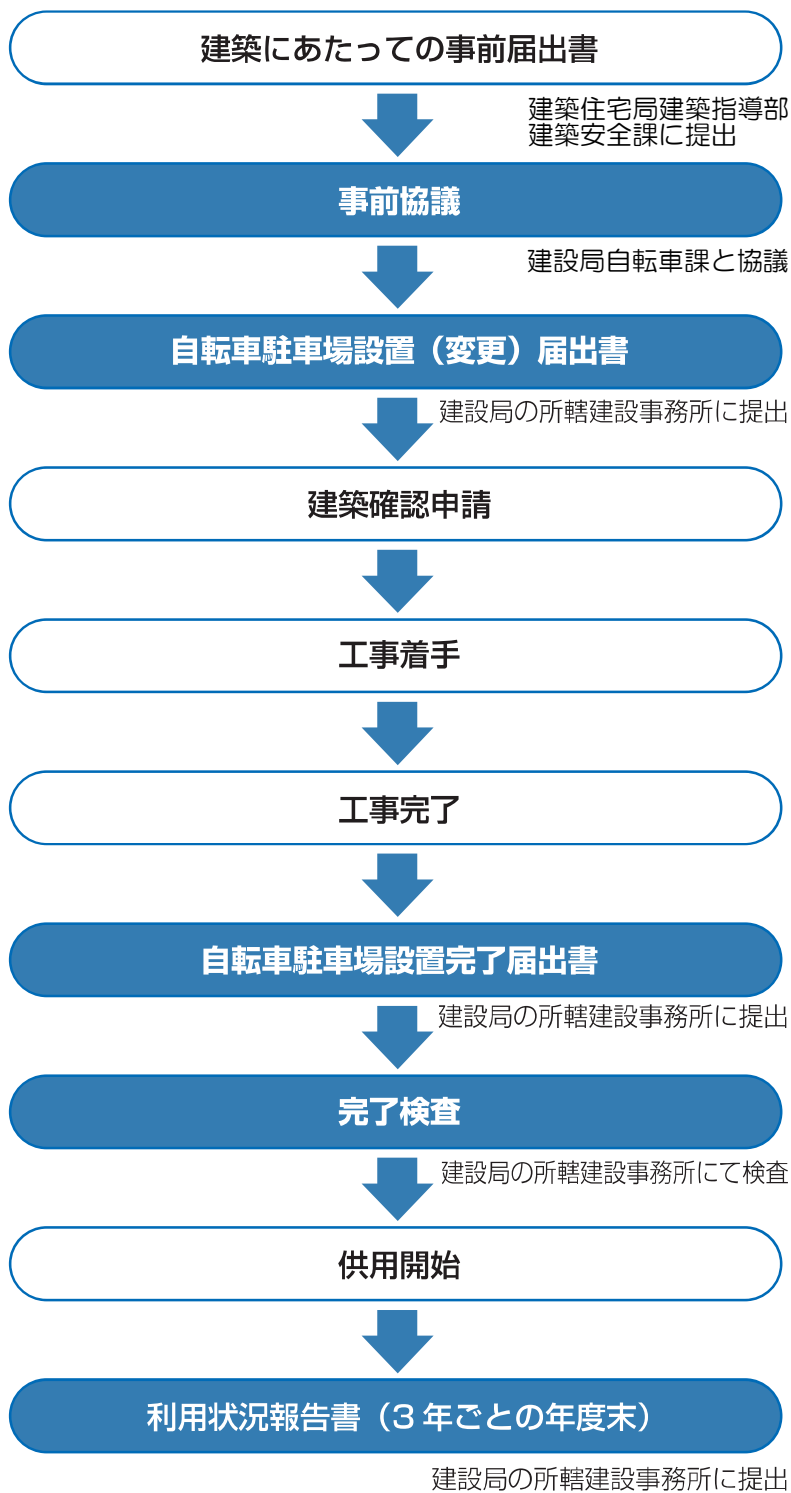 建築にあたっての事前届出書
建築住宅局建築指導部
建築安全課に提出
事前協議
建設局自転車課と協議
自転車駐車場設置（変更）届出書
建設局の所轄建設事務所に提出
建築確認申請
工事着手
工事完了
自転車駐車場設置完了届出書
建設局の所轄建設事務所に提出
完了検査
建設局の所轄建設事務所にて検査
供用開始
利用状況報告書（3年ごとの年度末）
建設局の所轄建設事務所に提出